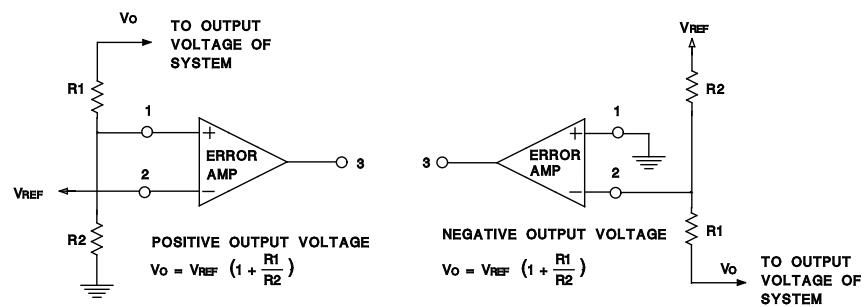 Vo
TO OUTPUT
VOLTAGE OF
SYSTEM
R1
1
+
ERROR
AMP
3
2
−
VREF
R2
POSITIVE OUTPUT VOLTAGE
Vo = VREF (1 + R1/R2)
VREF
R2
1
+
ERROR
AMP
3
2
−
R1
NEGATIVE OUTPUT VOLTAGE
Vo = VREF (1 + R1/R2)
Vo
TO OUTPUT
VOLTAGE OF
SYSTEM